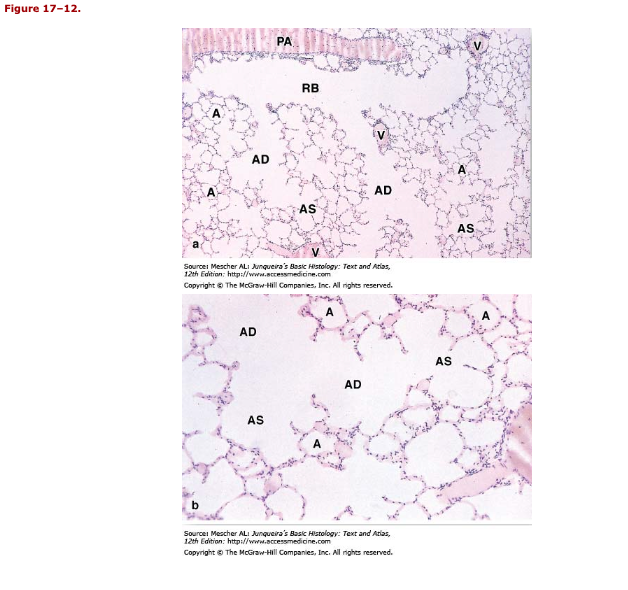 Figure 17–12.
PA
V
RB
A
V
AD
A
A
AD
AS
AS
a
V
Source: Mescher AL: Junqueira's Basic Histology: Text and Atlas,
12th Edition: http://www.accessmedicine.com
Copyright © The McGraw-Hill Companies, Inc. All rights reserved.
A
A
AD
AS
AD
AS
A
b
Source: Mescher AL: Junqueira's Basic Histology: Text and Atlas,
12th Edition: http://www.accessmedicine.com
Copyright © The McGraw-Hill Companies, Inc. All rights reserved.